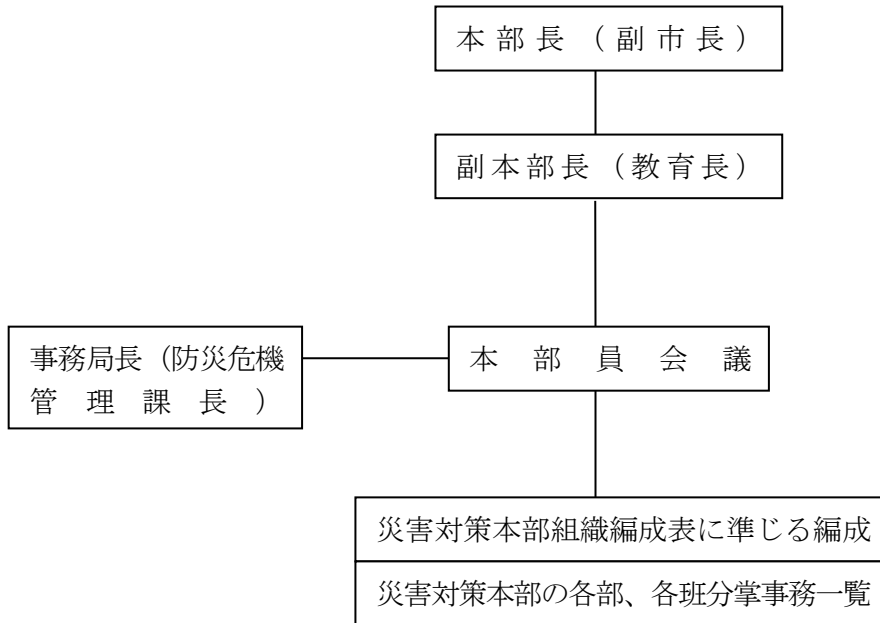 本部長（副市長）
副本部長（教育長）
事務局長（防災危機
管理課長）
本部員会議
災害対策本部組織編成表に準じる編成
災害対策本部の各部、各班分掌事務一覧